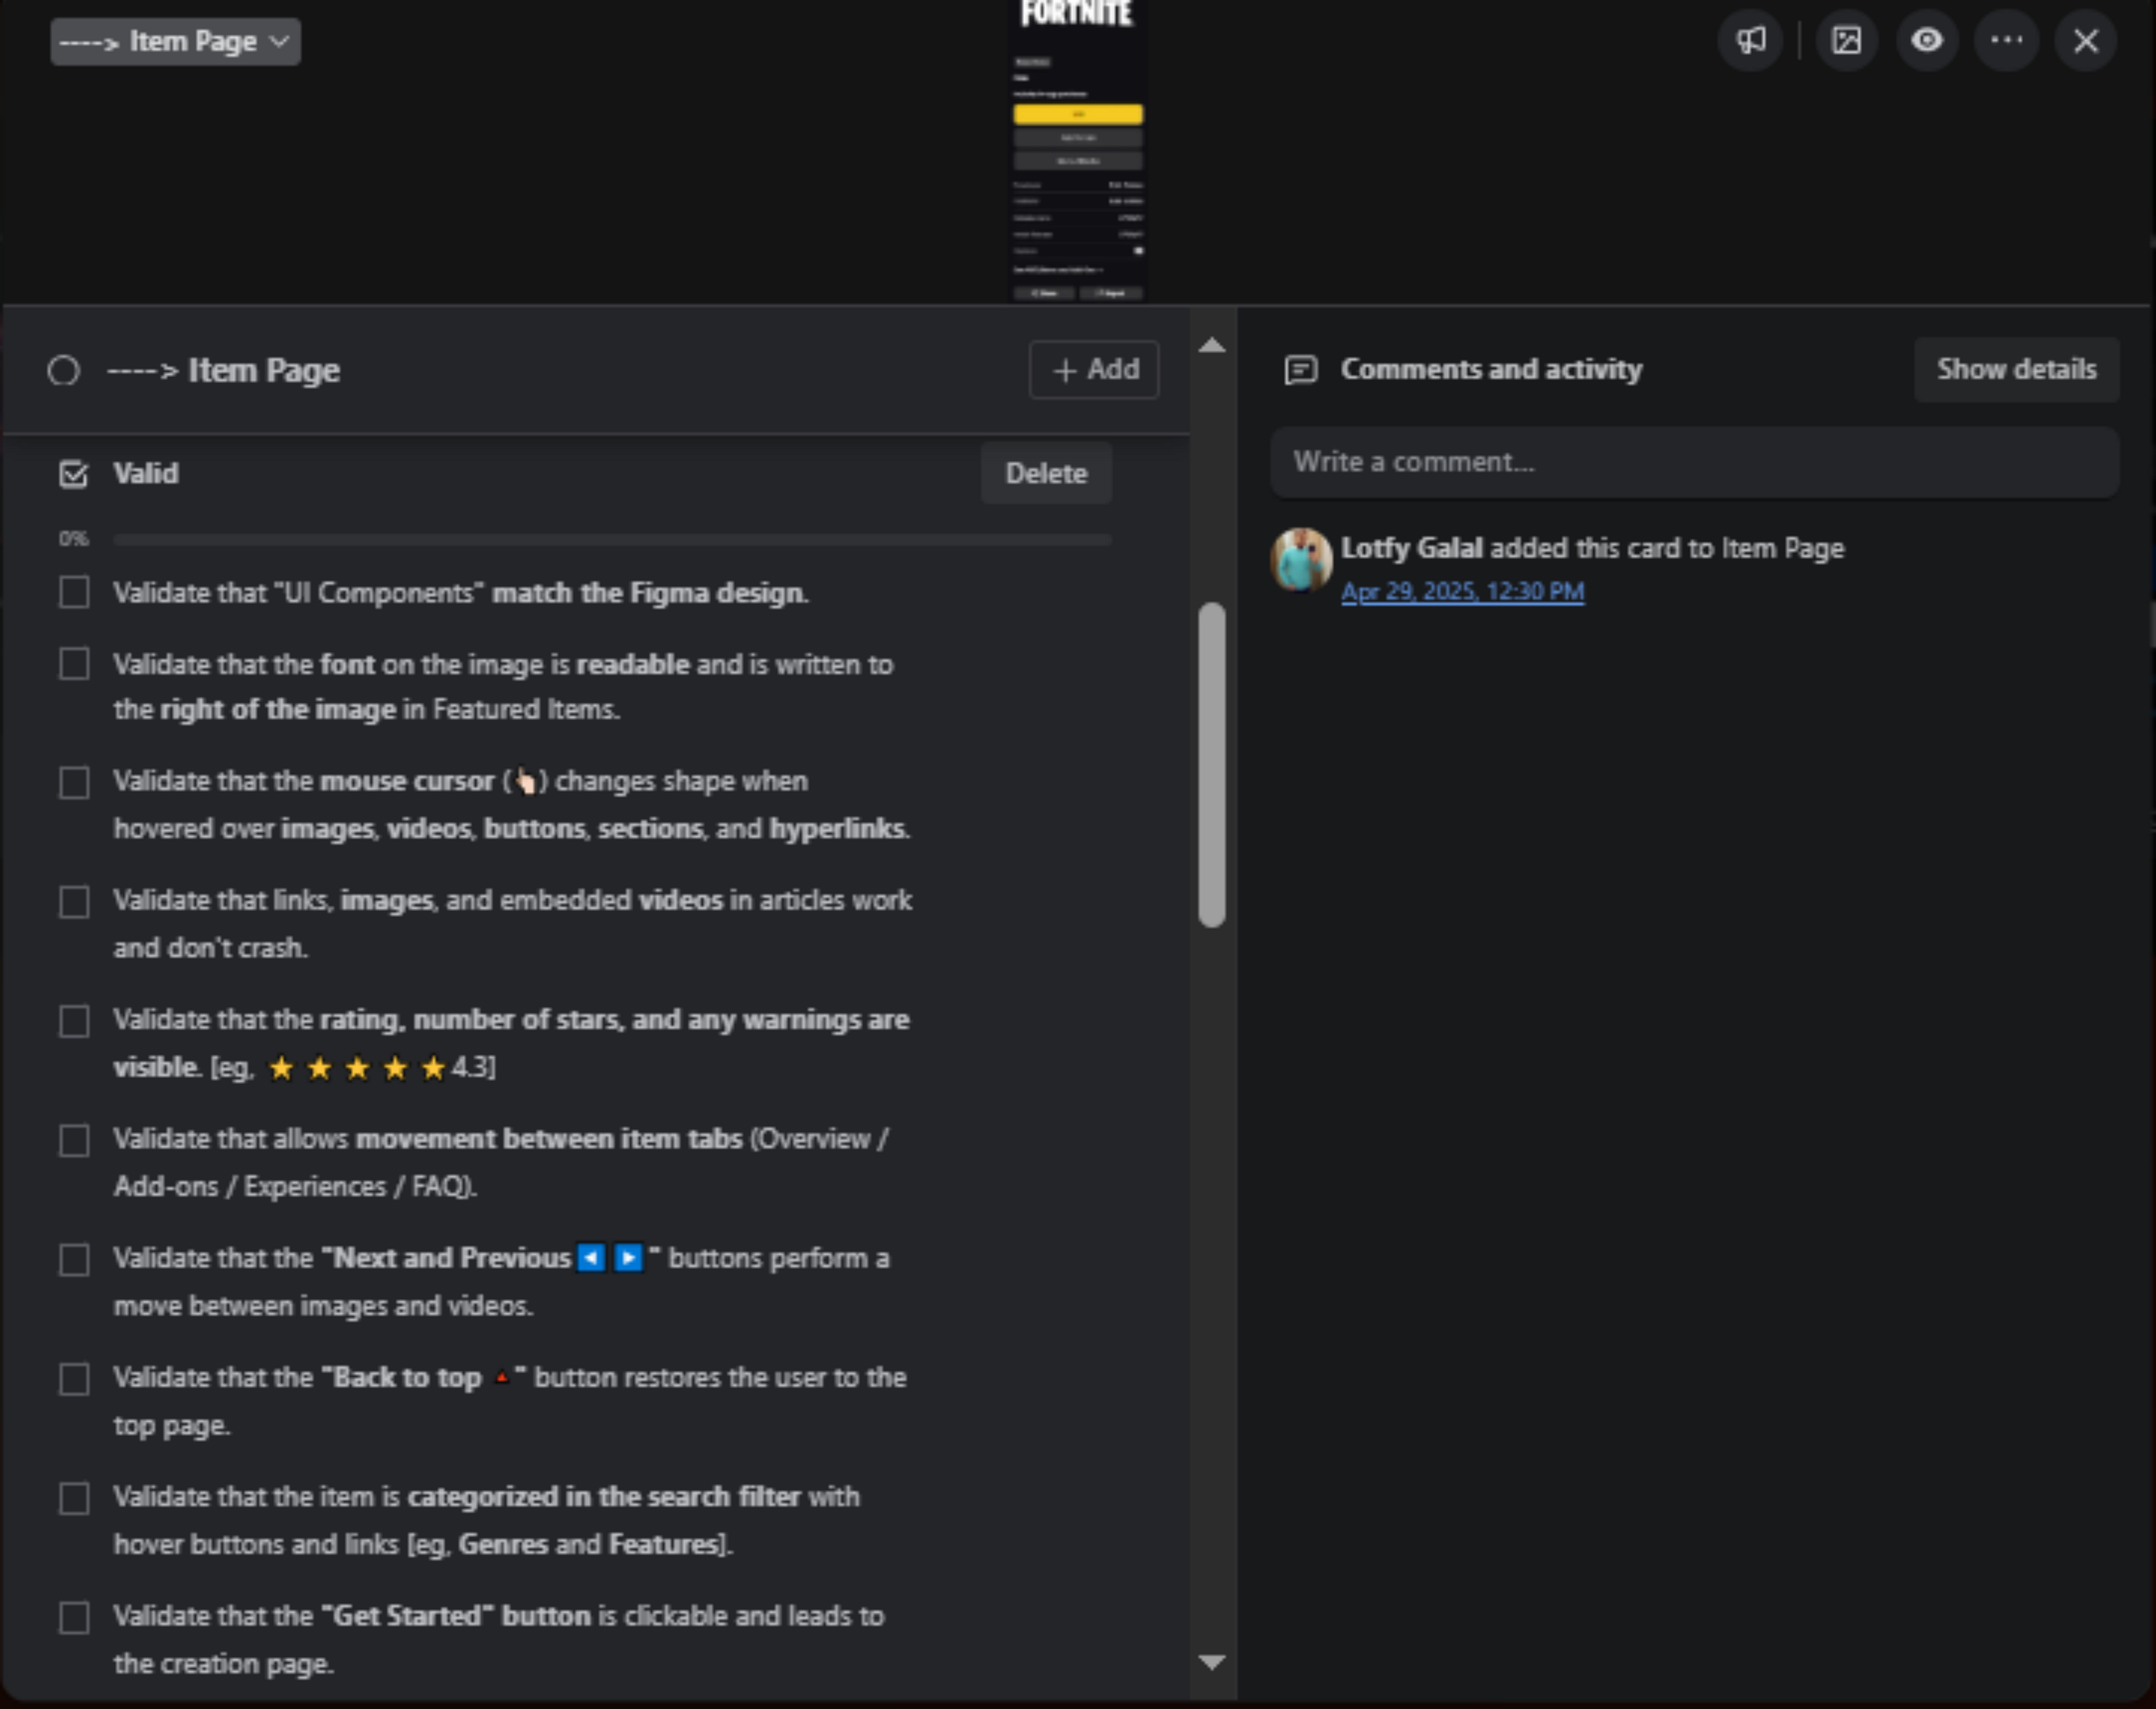 FORTNITE
----> Item Page
----> Item Page
+ Add
Valid
Delete
0%
Validate that "UI Components" match the Figma design.
Validate that the font on the image is readable and is written to
the right of the image in Featured Items.
Validate that the mouse cursor (👆🏻) changes shape when
hovered over images, videos, buttons, sections, and hyperlinks.
Validate that links, images, and embedded videos in articles work
and don't crash.
Validate that the rating, number of stars, and any warnings are
visible. [eg, ⭐ ⭐ ⭐ ⭐ ⭐ 4.3]
Validate that allows movement between item tabs (Overview /
Add-ons / Experiences / FAQ).
Validate that the "Next and Previous ◀️ ▶️ " buttons perform a
move between images and videos.
Validate that the "Back to top 🔺" button restores the user to the
top page.
Validate that the item is categorized in the search filter with
hover buttons and links [eg, Genres and Features].
Validate that the "Get Started" button is clickable and leads to
the creation page.
Comments and activity
Show details
Write a comment...
Lotfy Galal added this card to Item Page
Apr 29, 2025, 12:30 PM